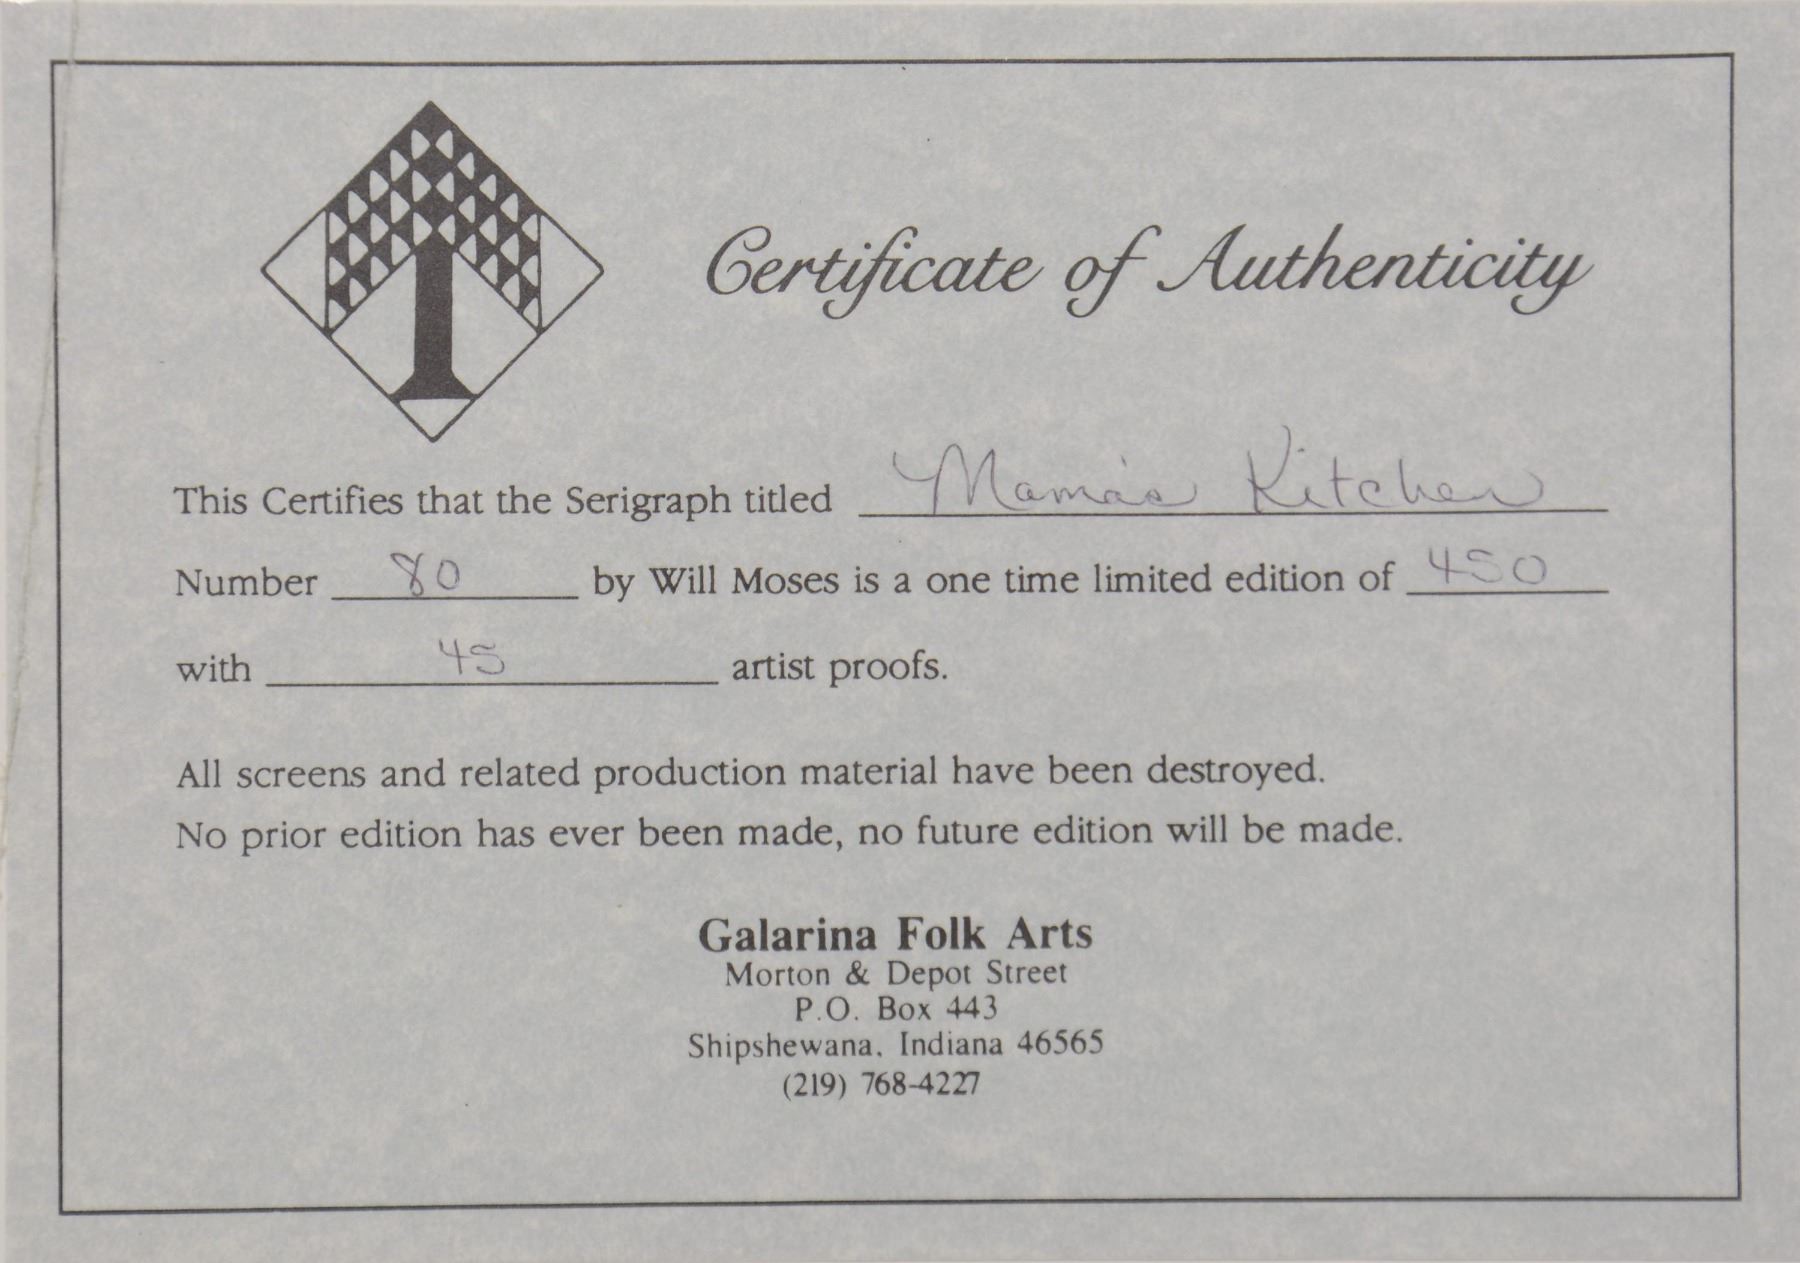 Certificate of Authenticity
This Certifies that the Serigraph titled Mama's Kitchen
Number 80 by Will Moses is a one time limited edition of 450
with 45 artist proofs.
All screens and related production material have been destroyed.
No prior edition has ever been made, no future edition will be made.
Galarina Folk Arts
Morton & Depot Street
P.O. Box 443
Shipshewana, Indiana 46565
(219) 768-4227